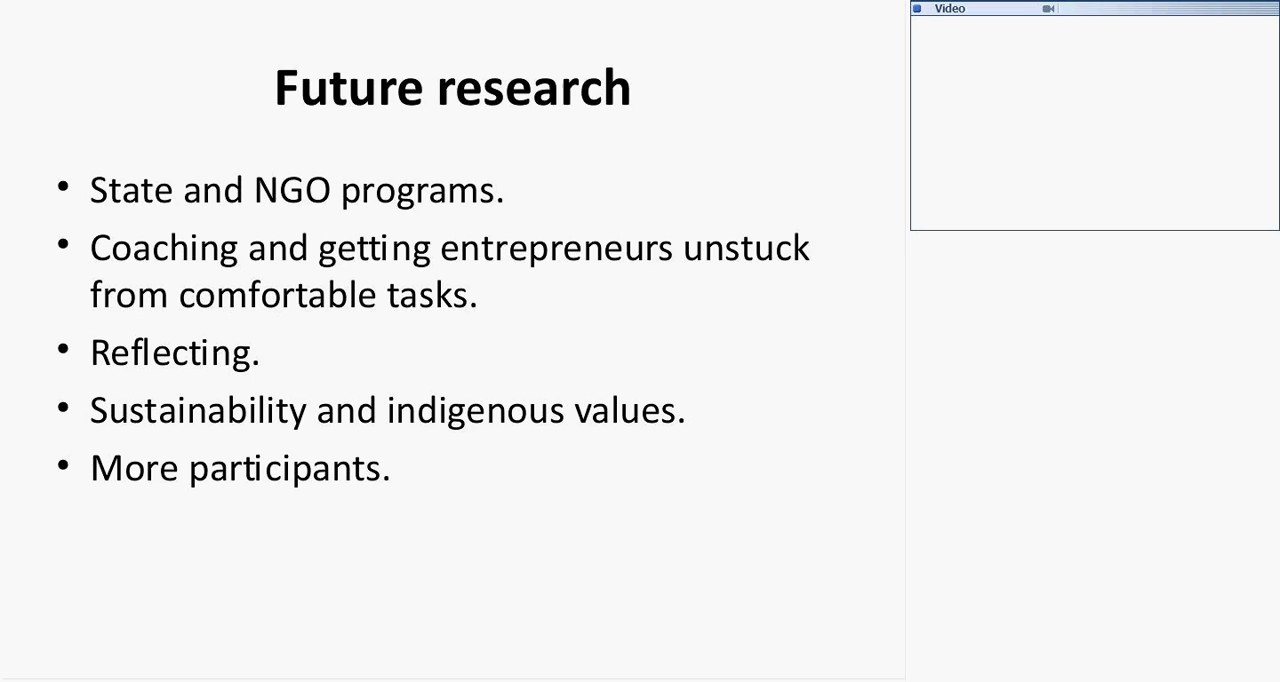 Future research
• State and NGO programs.
• Coaching and getting entrepreneurs unstuck
from comfortable tasks.
• Reflecting.
• Sustainability and indigenous values.
• More participants.
Video